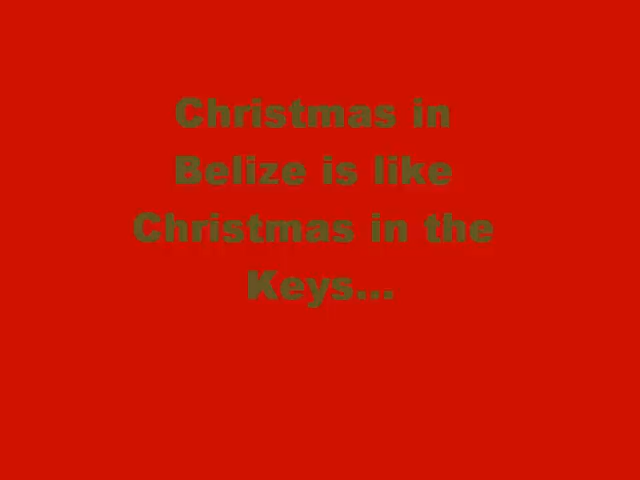 Christmas in
Belize is like
Christmas in the
Keys...